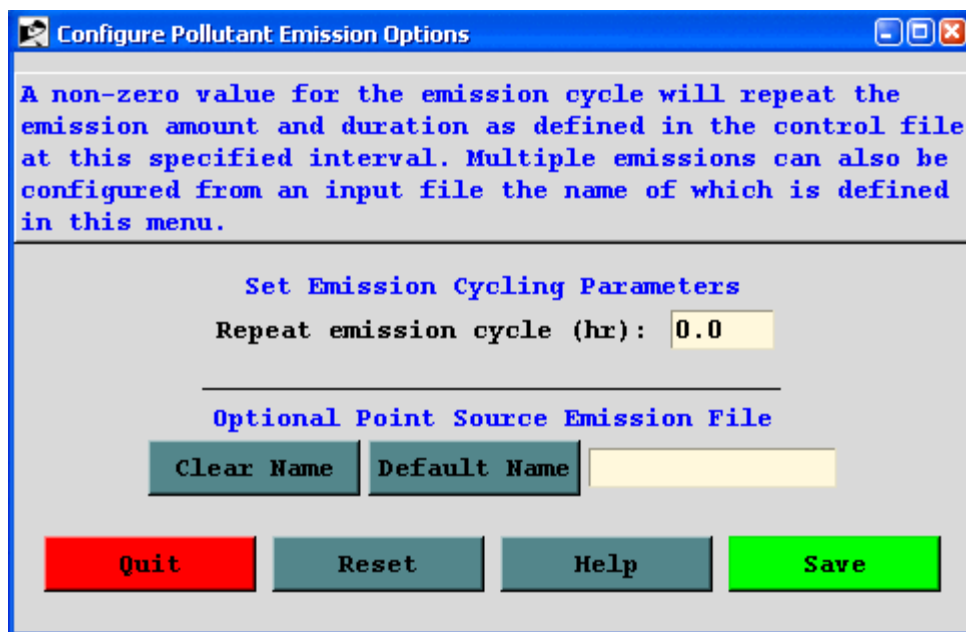 Configure Pollutant Emission Options
A non-zero value for the emission cycle will repeat the
emission amount and duration as defined in the control file
at this specified interval. Multiple emissions can also be
configured from an input file the name of which is defined
in this menu.
Set Emission Cycling Parameters
Repeat emission cycle (hr): 0.0
Optional Point Source Emission File
Clear Name Default Name
Quit Reset Help Save